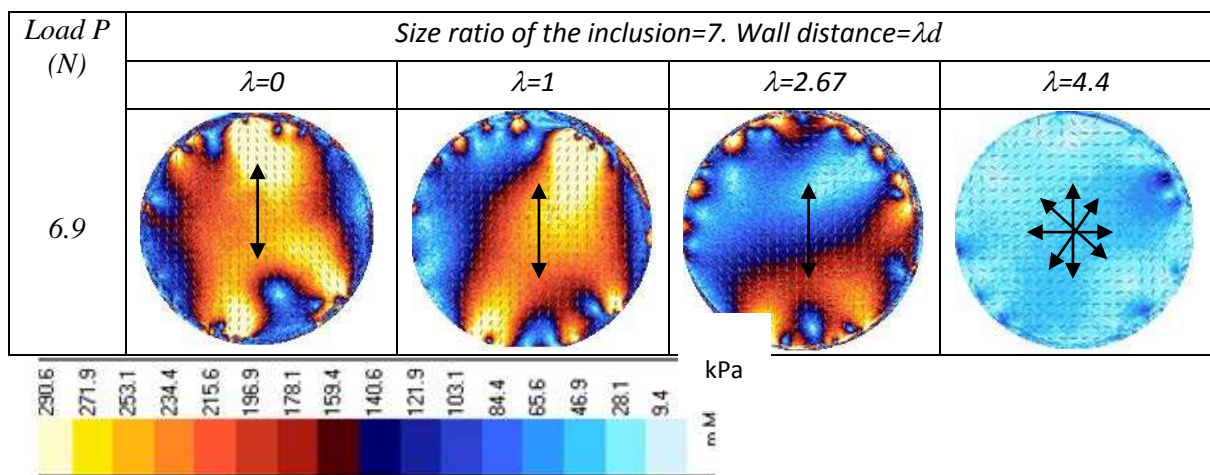 Load P
(N)
Size ratio of the inclusion=7. Wall distance=λd
λ=0
λ=1
λ=2.67
λ=4.4
6.9
kPa
290.6
271.9
253.1
234.4
215.6
196.9
178.1
159.4
140.6
121.9
103.1
84.4
65.6
46.9
28.1
9.4